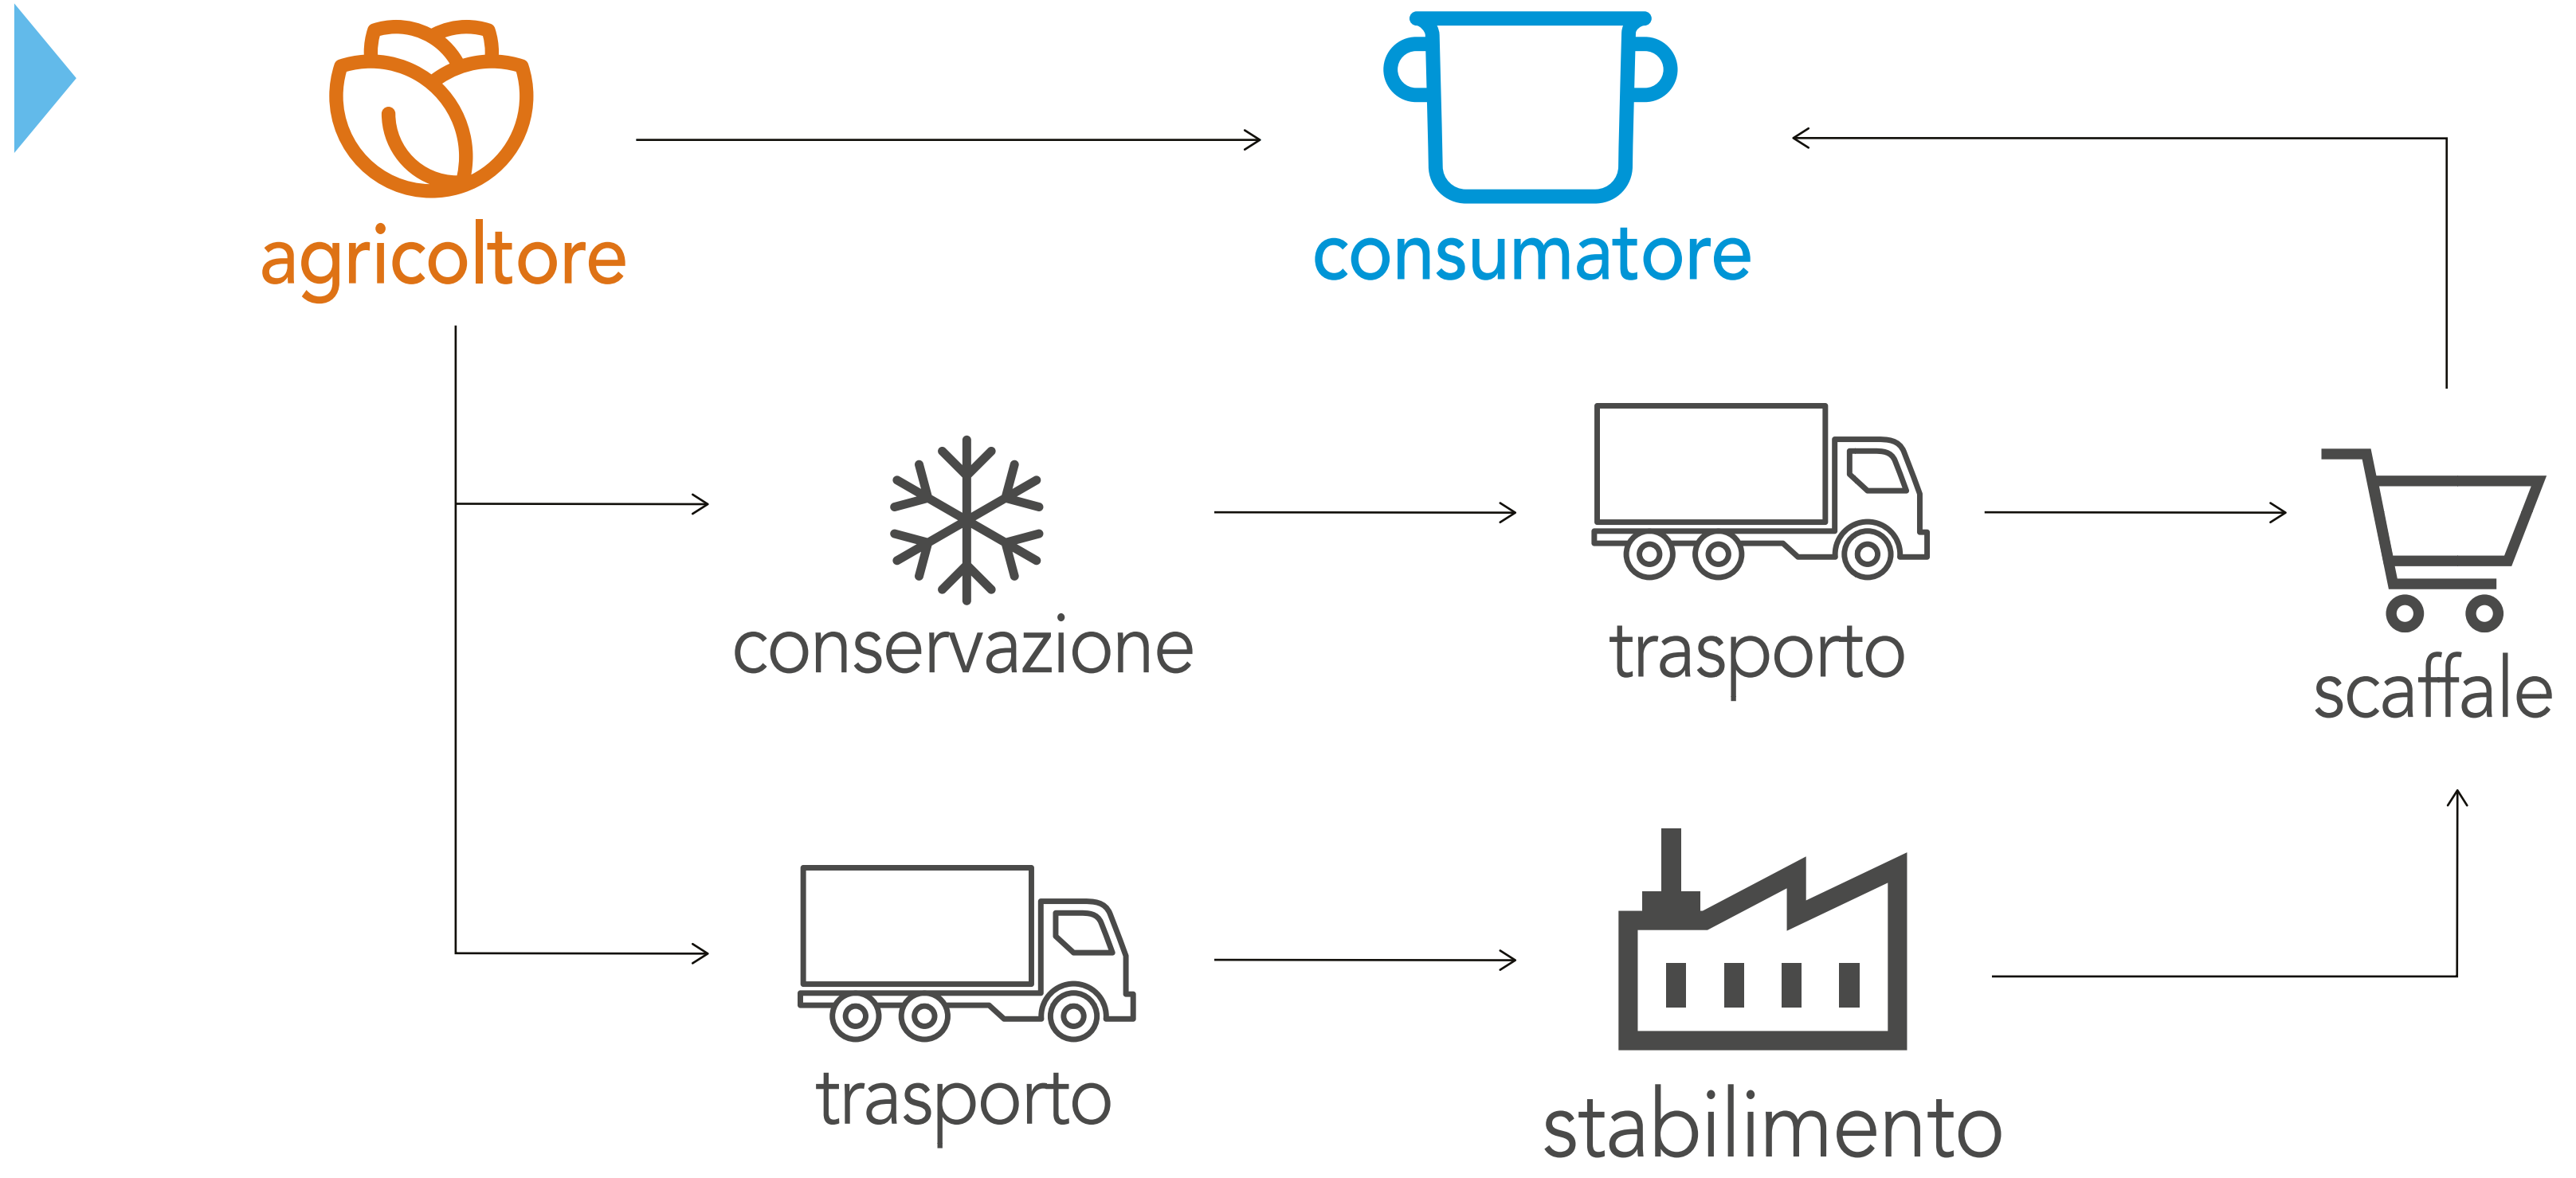 agricoltore
consumatore
conservazione
trasporto
scaffale
trasporto
stabilimento